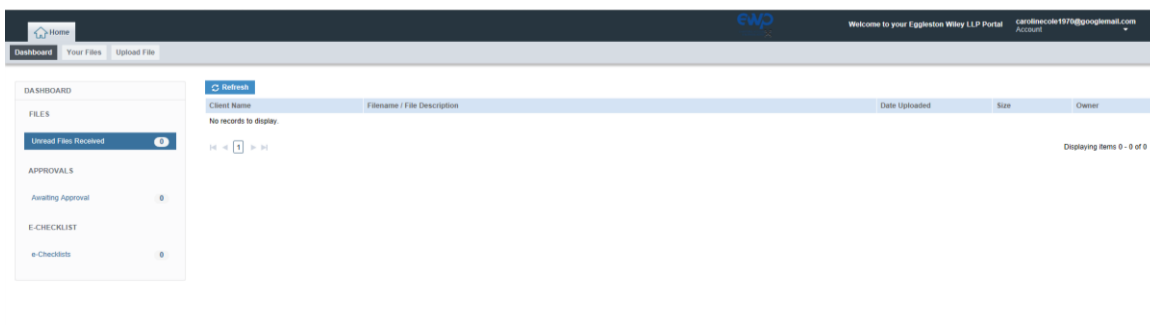 Home
ewp
Welcome to your Eggleston Wiley LLP Portal
carolinecole1970@googlemail.com
Account
Dashboard Your Files Upload File
DASHBOARD
FILES
Unread Files Received 0
APPROVALS
Awaiting Approval 0
E-CHECKLIST
e-Checklists 0
Refresh
Client Name Filename / File Description Date Uploaded Size Owner
No records to display.
1
Displaying items 0 - 0 of 0